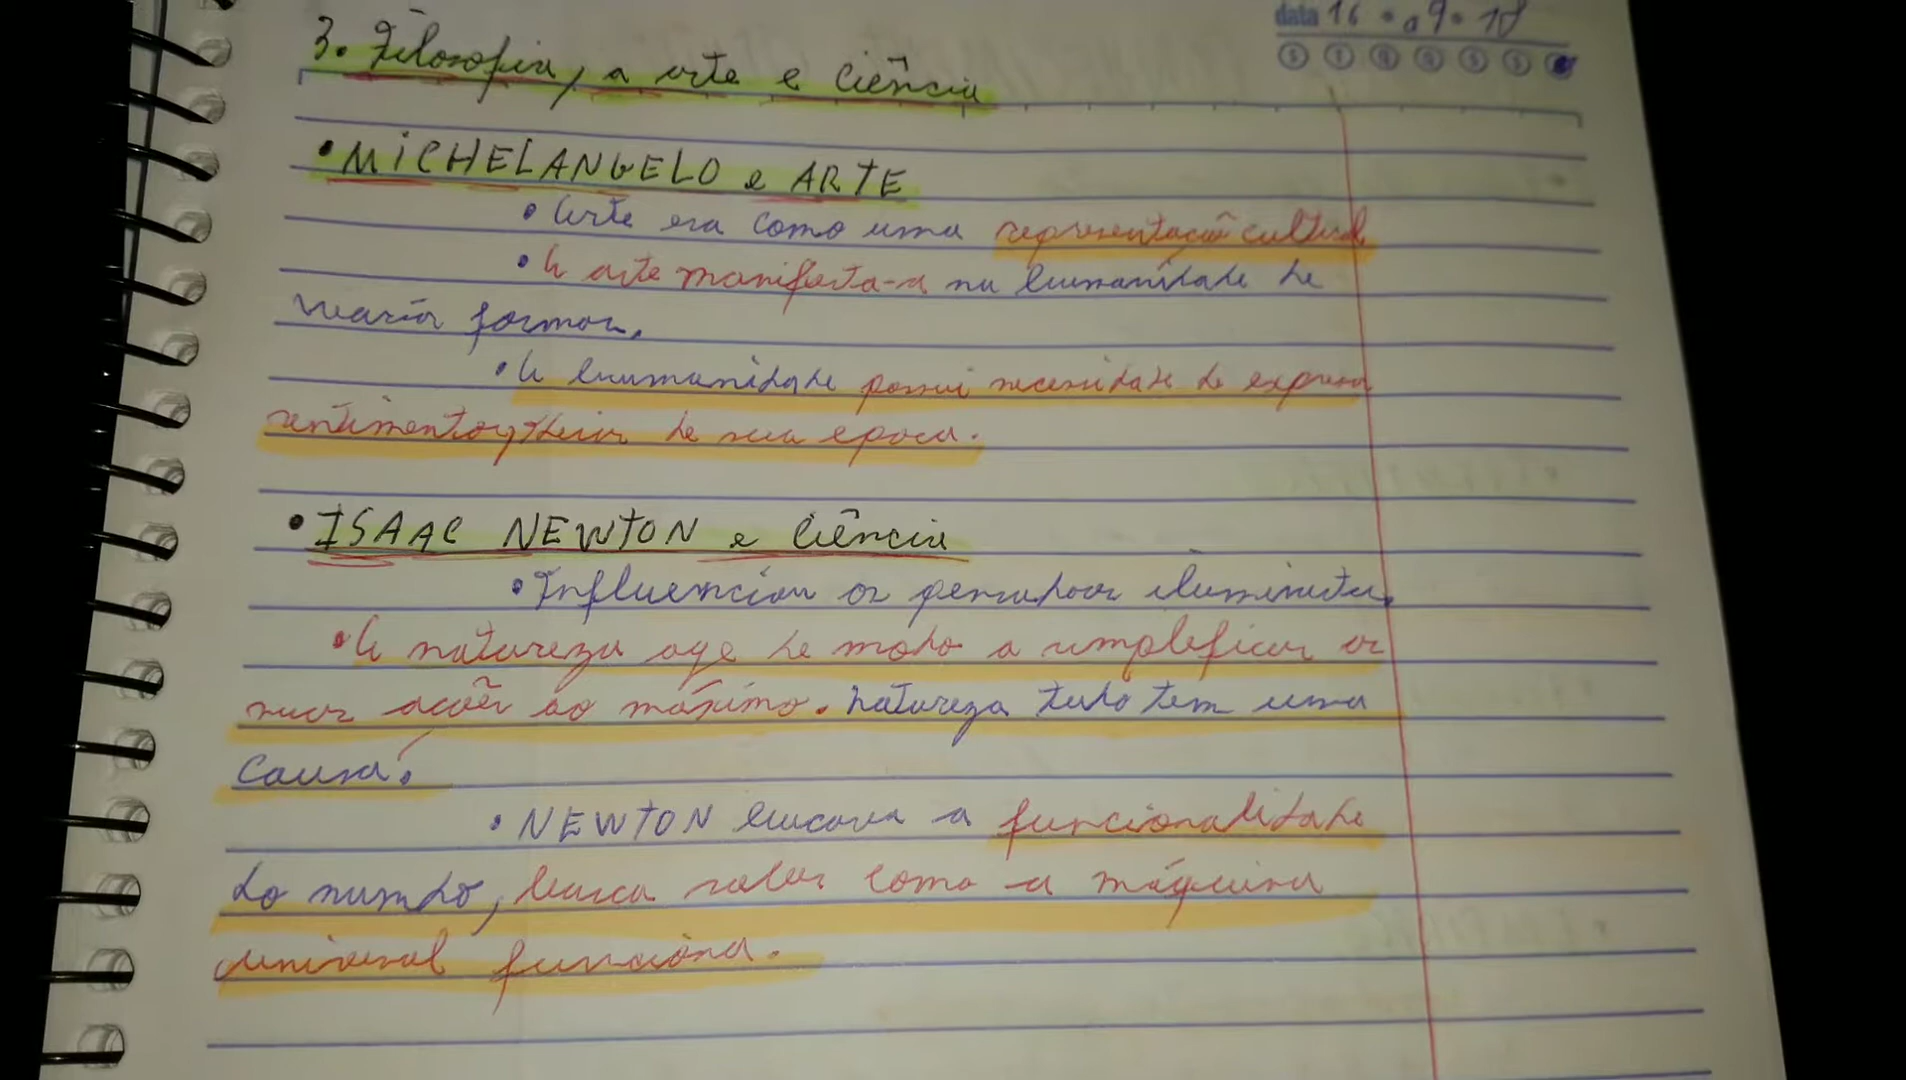 data 16 09 18
S T Q Q S S
3. Filosofia, a arte e Ciência
• MiCHELANGELO e ARTE
• Arte era como uma representação cultural
• A arte manifesta-se na humanidade de
várias formas.
• A humanidade possui necessidade de expressa
sentimentos, ideias de sua epoca.
• ISAAC NEWTON e Ciência
• Influenciou os pensadores iluminista.
• A natureza age de modo a simplificar as
suas ações ao máximo. natureza tudo tem uma
Causa.
• NEWTON buscava a funcionalidade
do mundo, busca saber como a máquina
universal funciona.